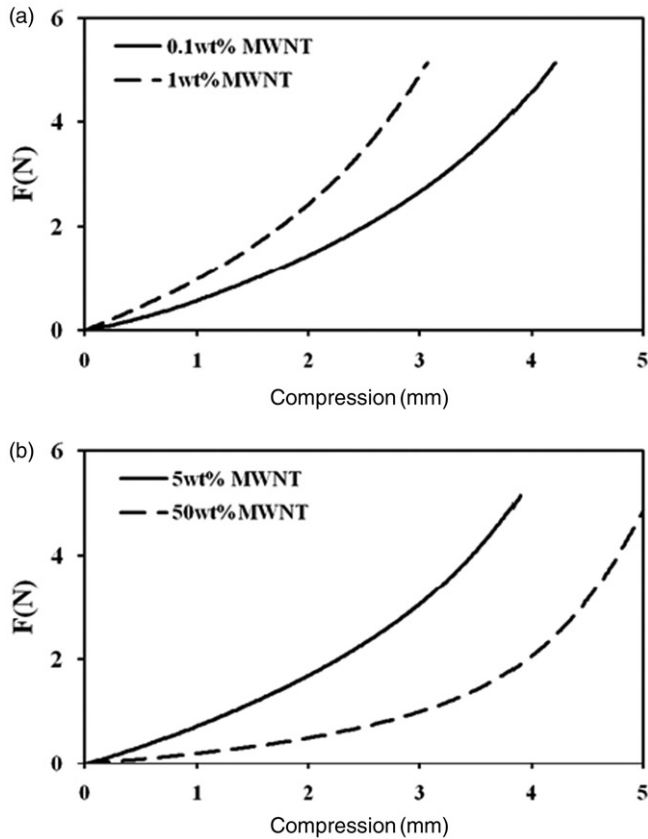 (a)
6
0.1wt% MWNT
1wt%MWNT
4
F(N)
2
0
0 1 2 3 4 5
Compression (mm)
(b)
6
5wt% MWNT
50wt%MWNT
4
F(N)
2
0
0 1 2 3 4 5
Compression (mm)